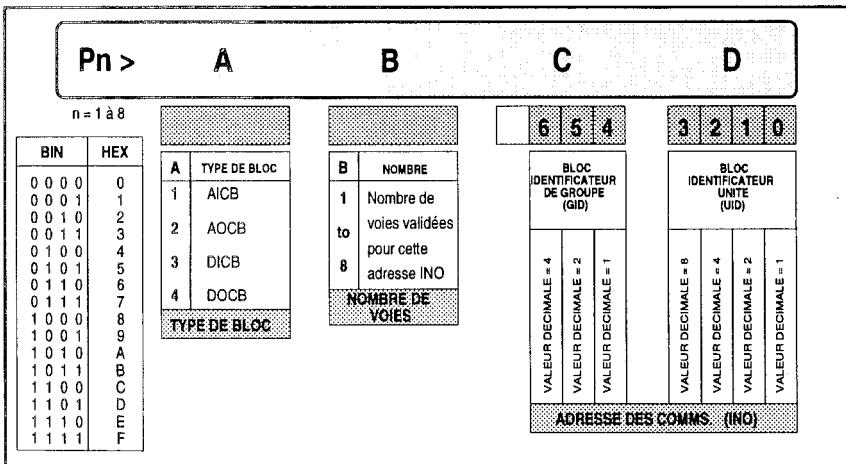 Pn > A B C D
n = 1 à 8
6 5 4 3 2 1 0
BIN HEX
0 0 0 0 0
0 0 0 1 1
0 0 1 0 2
0 0 1 1 3
0 1 0 0 4
0 1 0 1 5
0 1 1 0 6
0 1 1 1 7
1 0 0 0 8
1 0 0 1 9
1 0 1 0 A
1 0 1 1 B
1 1 0 0 C
1 1 0 1 D
1 1 1 0 E
1 1 1 1 F
A TYPE DE BLOC
1 AICB
2 AOCB
3 DICB
4 DOCB
TYPE DE BLOC
B NOMBRE
1 Nombre de
to voies validées
pour cette
8 adresse INO
NOMBRE DE
VOIES
BLOC
IDENTIFICATEUR
DE GROUPE
(GID)
VALEUR DECIMALE = 4
VALEUR DECIMALE = 2
VALEUR DECIMALE = 1
BLOC
IDENTIFICATEUR
UNITE
(UID)
VALEUR DECIMALE = 8
VALEUR DECIMALE = 4
VALEUR DECIMALE = 2
VALEUR DECIMALE = 1
ADRESSE DES COMMS. (INO)